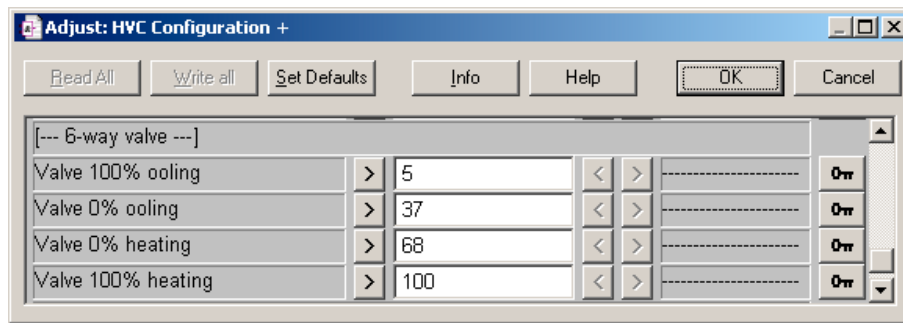 Adjust: HVC Configuration +
Read All Write all Set Defaults Info Help OK Cancel
[--- 6-way valve ---]
Valve 100% ooling > 5 < > ----------------------
Valve 0% ooling > 37 < > ----------------------
Valve 0% heating > 68 < > ----------------------
Valve 100% heating > 100 < > ----------------------